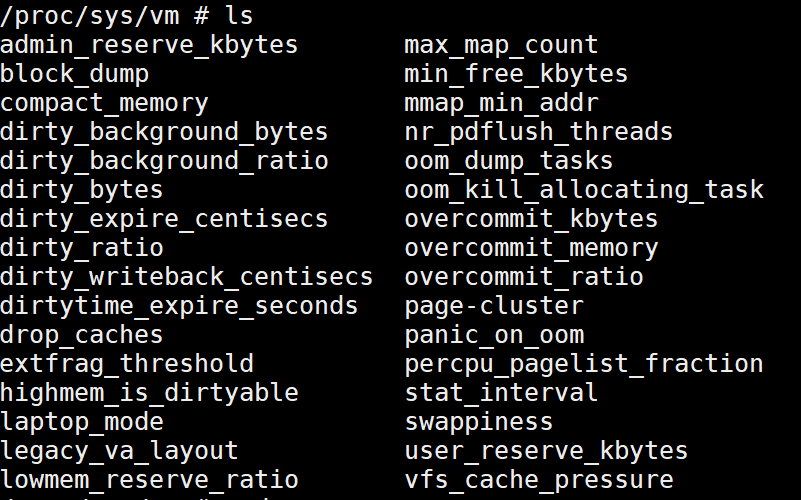 /proc/sys/vm # ls
admin_reserve_kbytes max_map_count
block_dump min_free_kbytes
compact_memory mmap_min_addr
dirty_background_bytes nr_pdflush_threads
dirty_background_ratio oom_dump_tasks
dirty_bytes oom_kill_allocating_task
dirty_expire_centisecs overcommit_kbytes
dirty_ratio overcommit_memory
dirty_writeback_centisecs overcommit_ratio
dirtytime_expire_seconds page-cluster
drop_caches panic_on_oom
extfrag_threshold percpu_pagelist_fraction
highmem_is_dirtyable stat_interval
laptop_mode swappiness
legacy_va_layout user_reserve_kbytes
lowmem_reserve_ratio vfs_cache_pressure